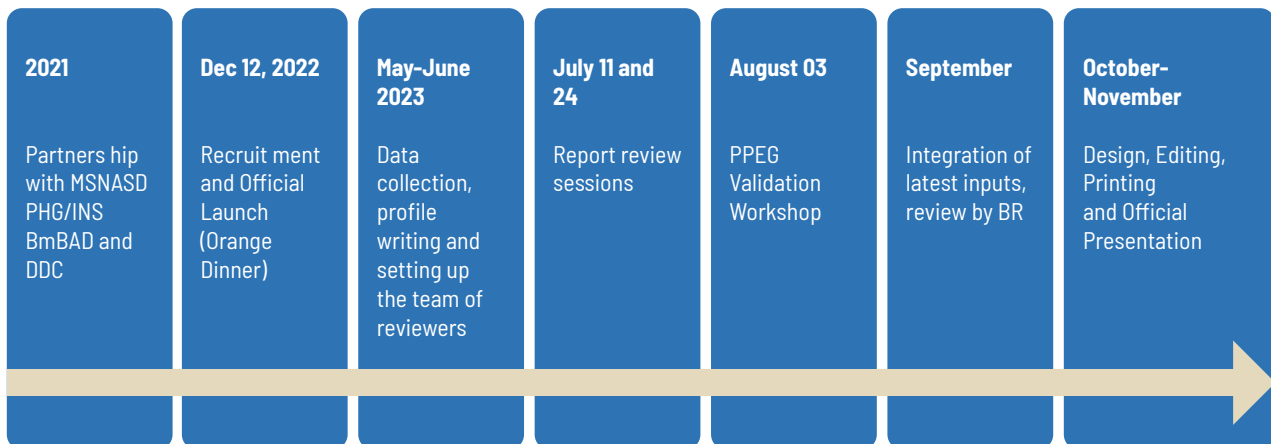 2021
Partners hip
with MSNASD
PHG/INS
BmBAD and
DDC
Dec 12, 2022
Recruit ment
and Official
Launch
(Orange
Dinner)
May-June
2023
Data
collection,
profile
writing and
setting up
the team of
reviewers
July 11 and
24
Report review
sessions
August 03
PPEG
Validation
Workshop
September
Integration of
latest inputs,
review by BR
October-
November
Design, Editing,
Printing
and Official
Presentation